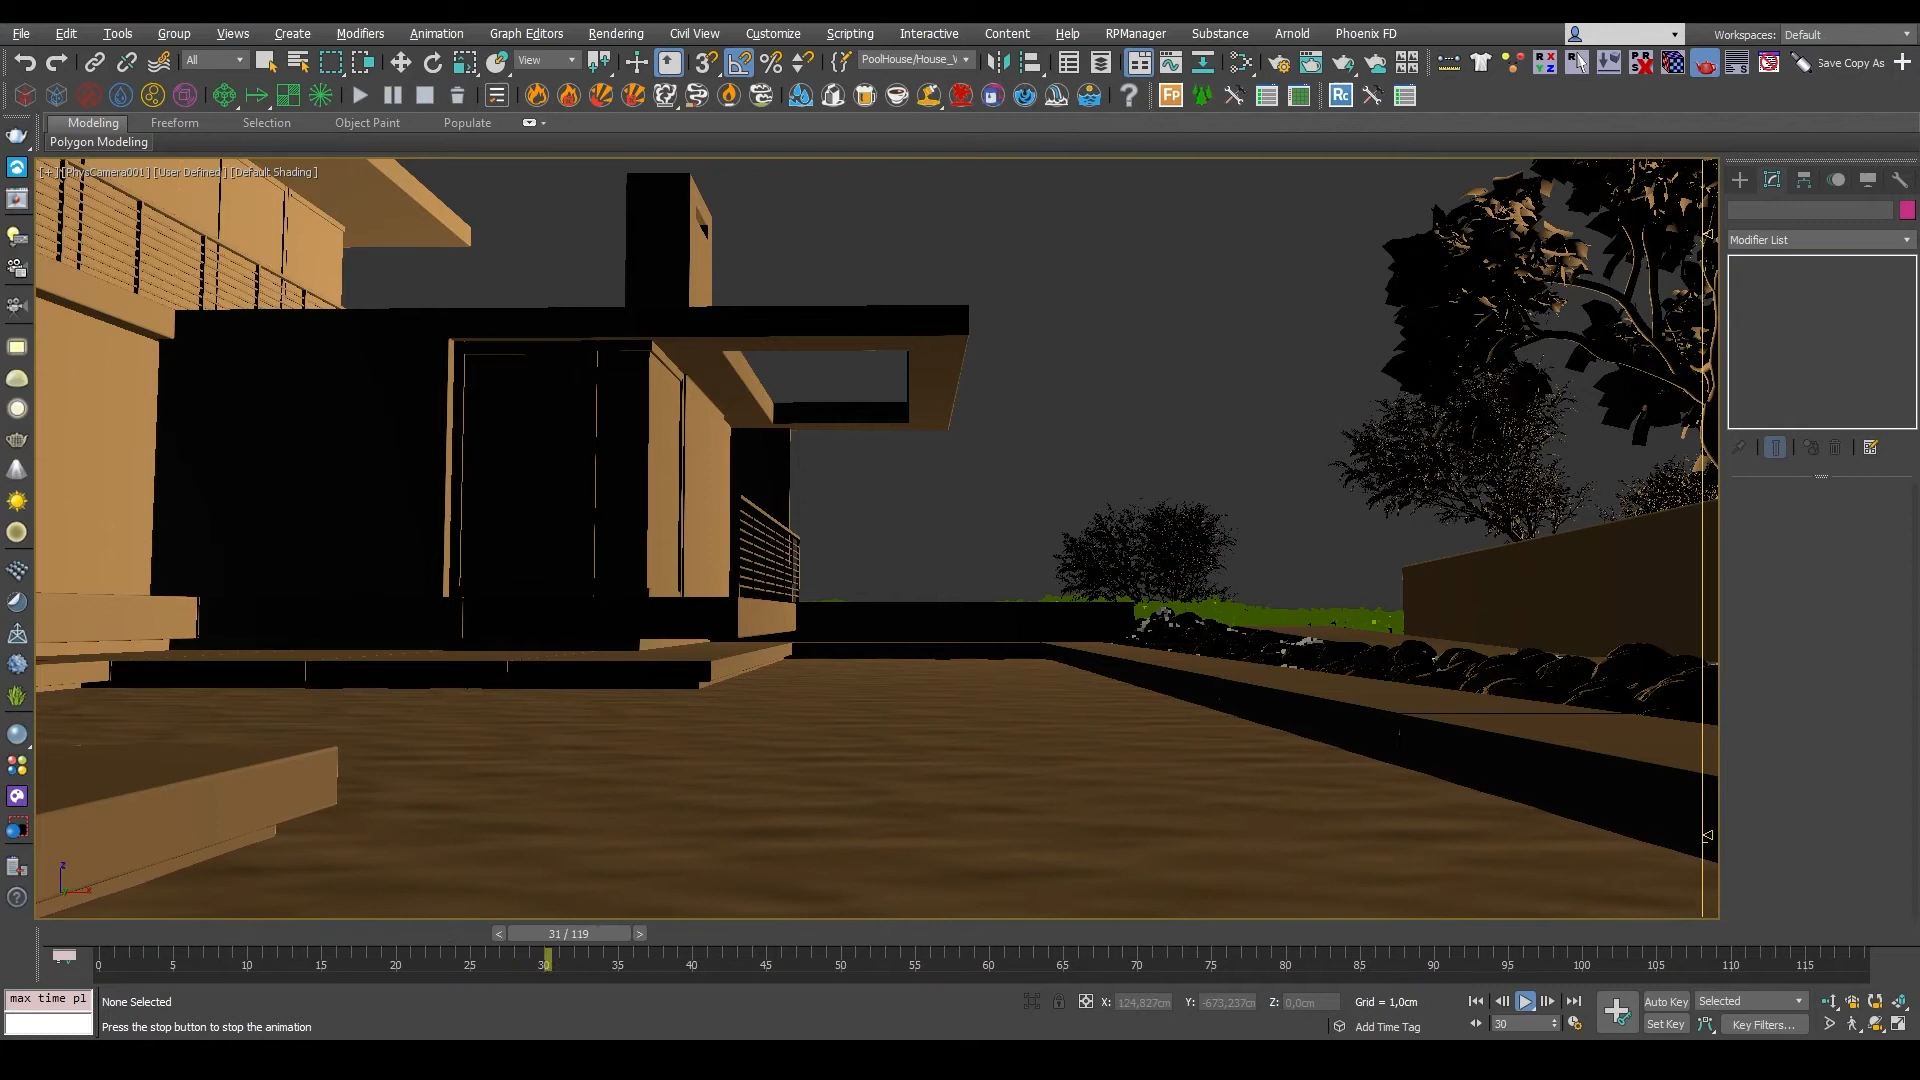 File Edit Tools Group Views Create Modifiers Animation Graph Editors Rendering Civil View Customize Scripting Interactive Content Help RPManager Substance Arnold Phoenix FD Workspaces: Default
All View PoolHouse/House_V Save Copy As
Fp Rc
Modeling Freeform Selection Object Paint Populate
Polygon Modeling
[+] [PhysCamera001] [User Defined] [Default Shading]
Modifier List
z
x
31 / 119
0 5 10 15 20 25 30 35 40 45 50 55 60 65 70 75 80 85 90 95 100 105 110 115
max time pl None Selected X: 124,827cm Y: -673,237cm Z: 0,0cm Grid = 1,0cm Auto Key Selected
Press the stop button to stop the animation Add Time Tag 30 Set Key Key Filters...